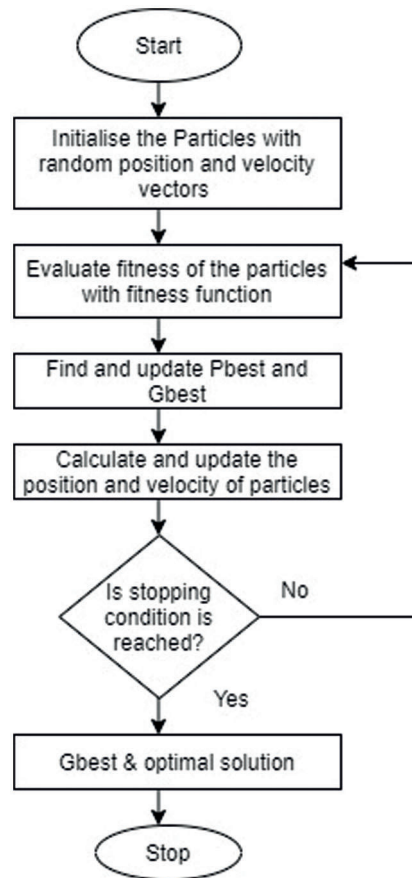 Start
Initialise the Particles with
random position and velocity
vectors
Evaluate fitness of the particles
with fitness function
Find and update Pbest and
Gbest
Calculate and update the
position and velocity of particles
Is stopping
condition is
reached?
No
Yes
Gbest & optimal solution
Stop